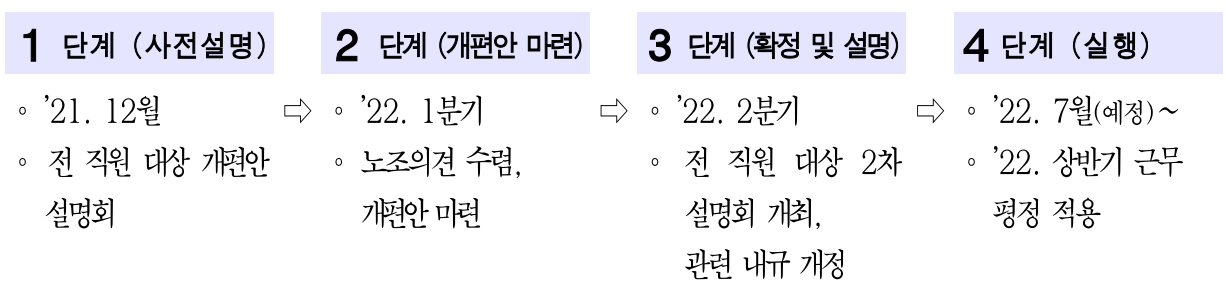 1 단계 (사전설명)
◦ ’21. 12월
◦ 전 직원 대상 개편안
설명회
⇨
2 단계 (개편안 마련)
◦ ’22. 1분기
◦ 노조의견 수렴,
개편안 마련
⇨
3 단계 (확정 및 설명)
◦ ’22. 2분기
◦ 전 직원 대상 2차
설명회 개최,
관련 내규 개정
⇨
4 단계 (실행)
◦ ’22. 7월(예정)~
◦ ’22. 상반기 근무
평정 적용